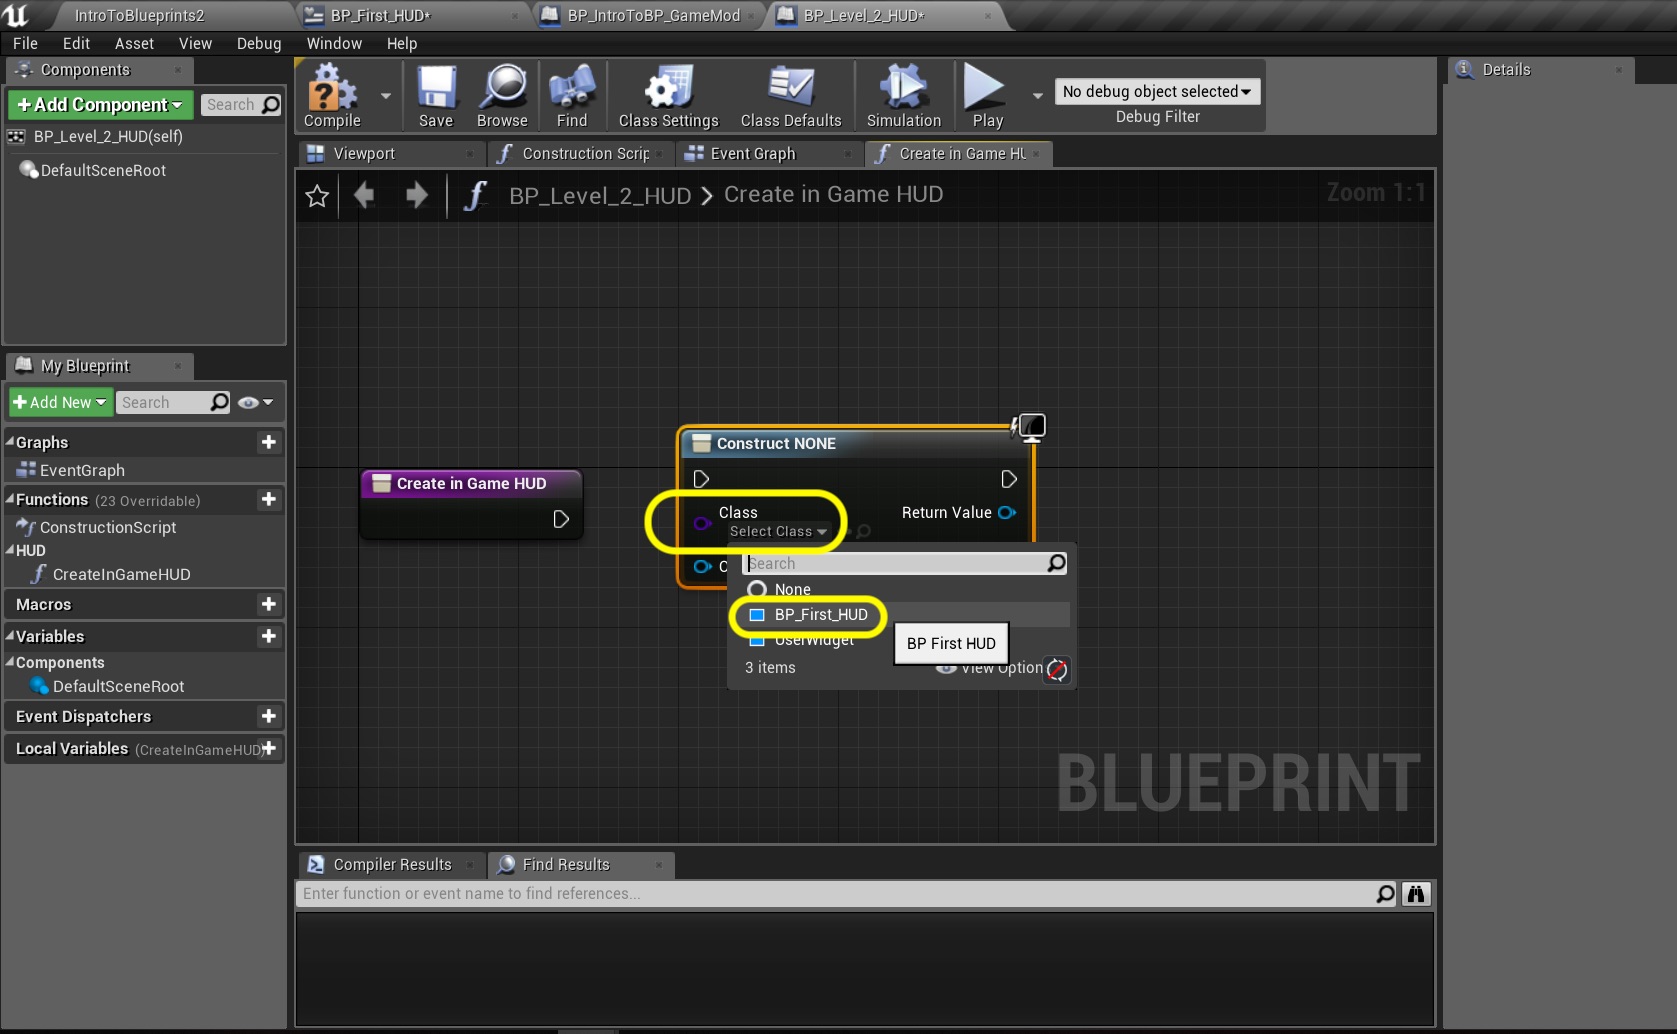 IntroToBlueprints2
BP_First_HUD*
BP_IntroToBP_GameMod
BP_Level_2_HUD*
File Edit Asset View Debug Window Help
Components
+Add Component
Search
BP_Level_2_HUD(self)
DefaultSceneRoot
Compile
Save
Browse
Find
Class Settings
Class Defaults
Simulation
Play
No debug object selected
Debug Filter
Details
Viewport
Construction Scrip
Event Graph
Create in Game HU
BP_Level_2_HUD > Create in Game HUD
Zoom 1:1
My Blueprint
+Add New
Search
Graphs
EventGraph
Functions (23 Overridable)
ConstructionScript
HUD
CreateInGameHUD
Macros
Variables
Components
DefaultSceneRoot
Event Dispatchers
Local Variables (CreateInGameHUD)
Create in Game HUD
Construct NONE
Class
Select Class
Return Value
Search
None
BP_First_HUD
UserWidget
BP First HUD
3 items
View Option
BLUEPRINT
Compiler Results
Find Results
Enter function or event name to find references...